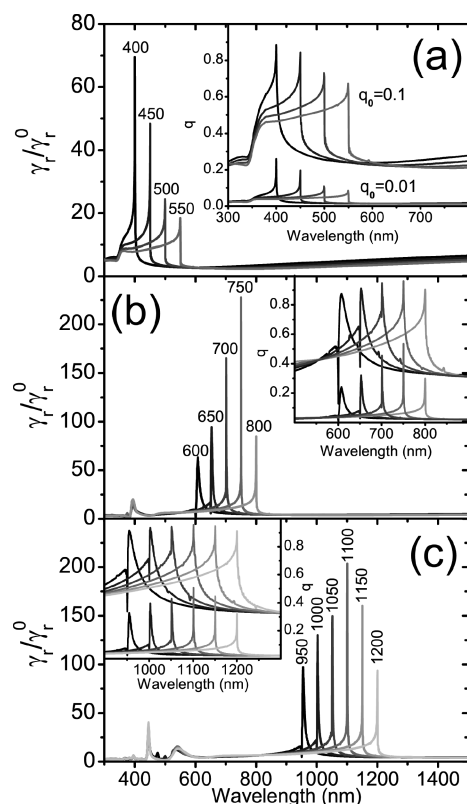 80
60
40
20
0
γr/γr0
400
450
500
550
(a)
0.8
0.6
0.4
0.2
q
q0=0.1
q0=0.01
300 400 500 600 700
Wavelength (nm)
200
150
100
50
0
γr/γr0
(b)
600
650
700
750
800
0.8
0.6
0.4
0.2
q
600 700 800
Wavelength (nm)
200
150
100
50
0
γr/γr0
(c)
950
1000
1050
1100
1150
1200
0.8
0.6
0.4
0.2
q
1000 1100 1200
Wavelength (nm)
400 600 800 1000 1200 1400
Wavelength (nm)